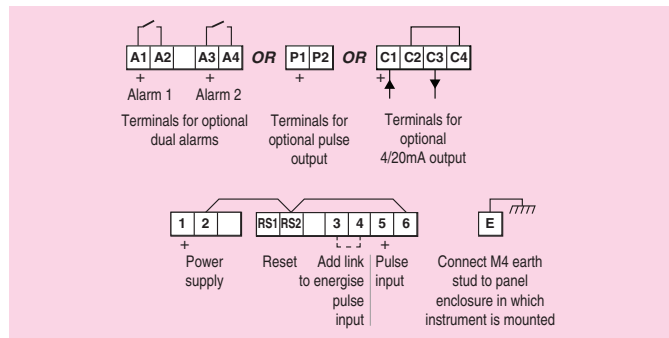 A1 A2 A3 A4 OR P1 P2 OR C1 C2 C3 C4
+ + + +
Alarm 1 Alarm 2
Terminals for optional
dual alarms
Terminals for
optional pulse
output
Terminals for
optional
4/20mA output
1 2 RS1 RS2 3 4 5 6 E
+ +
Power
supply
Reset
Add link
to energise
pulse
input
Pulse
input
Connect M4 earth
stud to panel
enclosure in which
instrument is mounted